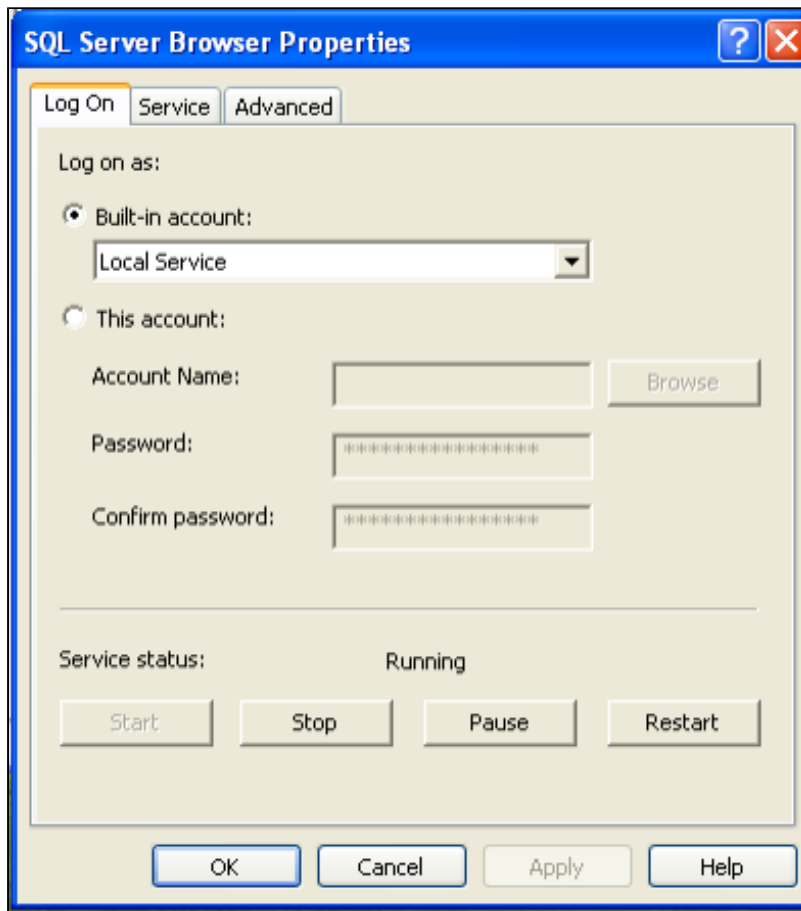 SQL Server Browser Properties
Log On Service Advanced
Log on as:
Built-in account:
Local Service
This account:
Account Name:
Browse
Password:
***************
Confirm password:
***************
Service status: Running
Start Stop Pause Restart
OK Cancel Apply Help